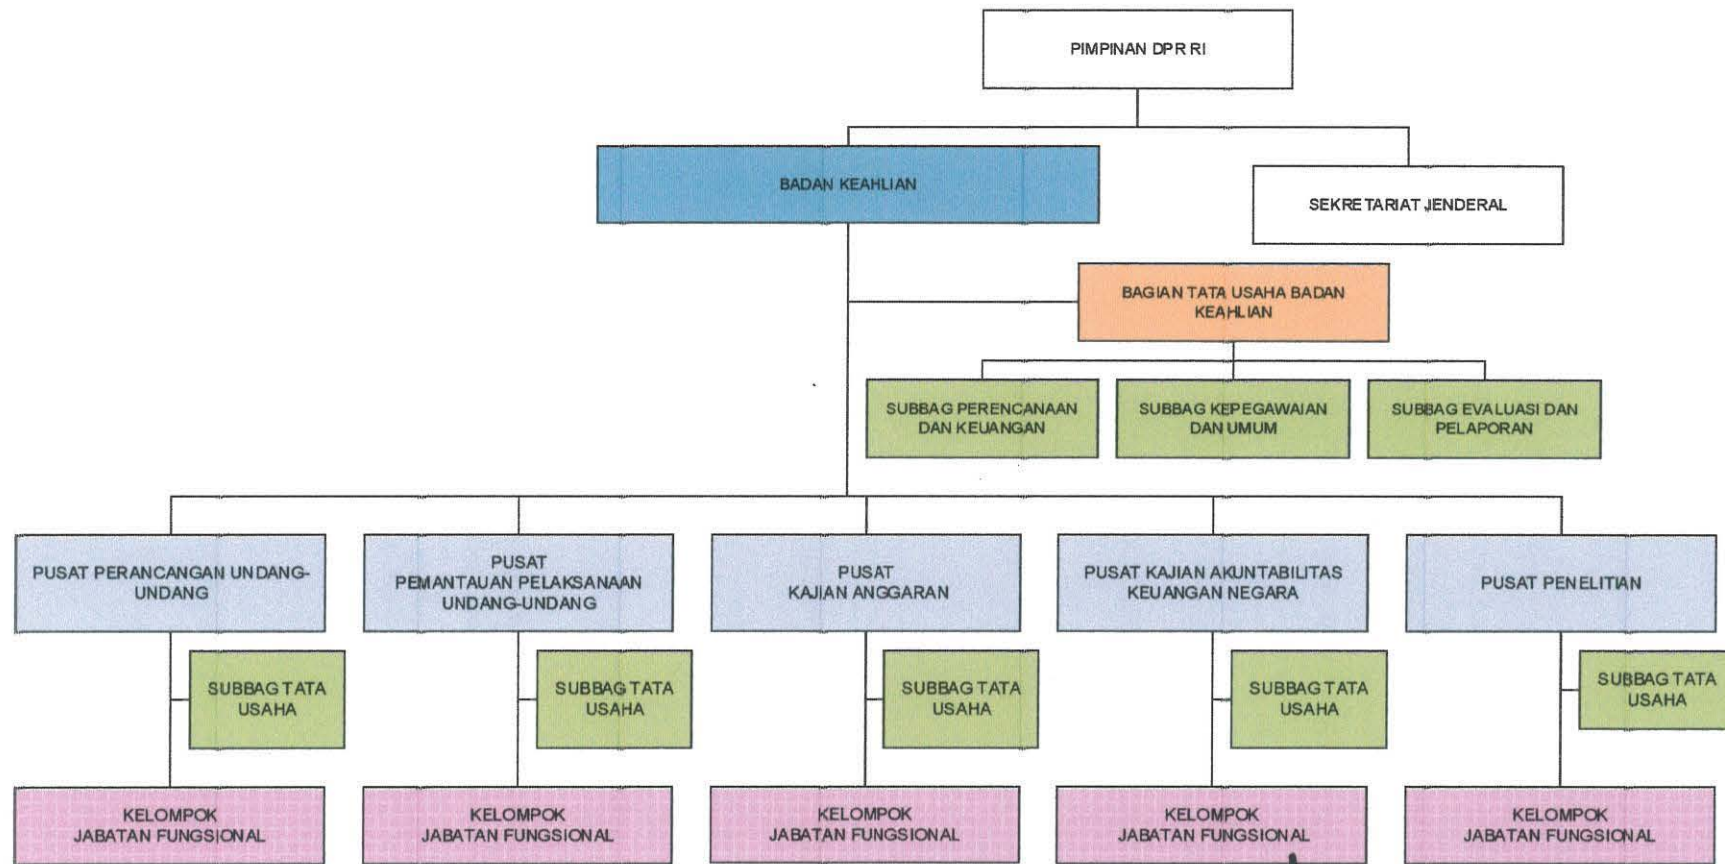 PIMPINAN DPR RI
BADAN KEAHLIAN
SEKRETARIAT JENDERAL
BAGIAN TATA USAHA BADAN
KEAHLIAN
SUBBAG PERENCANAAN
DAN KEUANGAN
SUBBAG KEPEGAWAIAN
DAN UMUM
SUBBAG EVALUASI DAN
PELAPORAN
PUSAT PERANCANGAN UNDANG-
UNDANG
PUSAT
PEMANTAUAN PELAKSANAAN
UNDANG-UNDANG
PUSAT
KAJIAN ANGGARAN
PUSAT KAJIAN AKUNTABILITAS
KEUANGAN NEGARA
PUSAT PENELITIAN
SUBBAG TATA
USAHA
SUBBAG TATA
USAHA
SUBBAG TATA
USAHA
SUBBAG TATA
USAHA
SUBBAG TATA
USAHA
KELOMPOK
JABATAN FUNGSIONAL
KELOMPOK
JABATAN FUNGSIONAL
KELOMPOK
JABATAN FUNGSIONAL
KELOMPOK
JABATAN FUNGSIONAL
KELOMPOK
JABATAN FUNGSIONAL